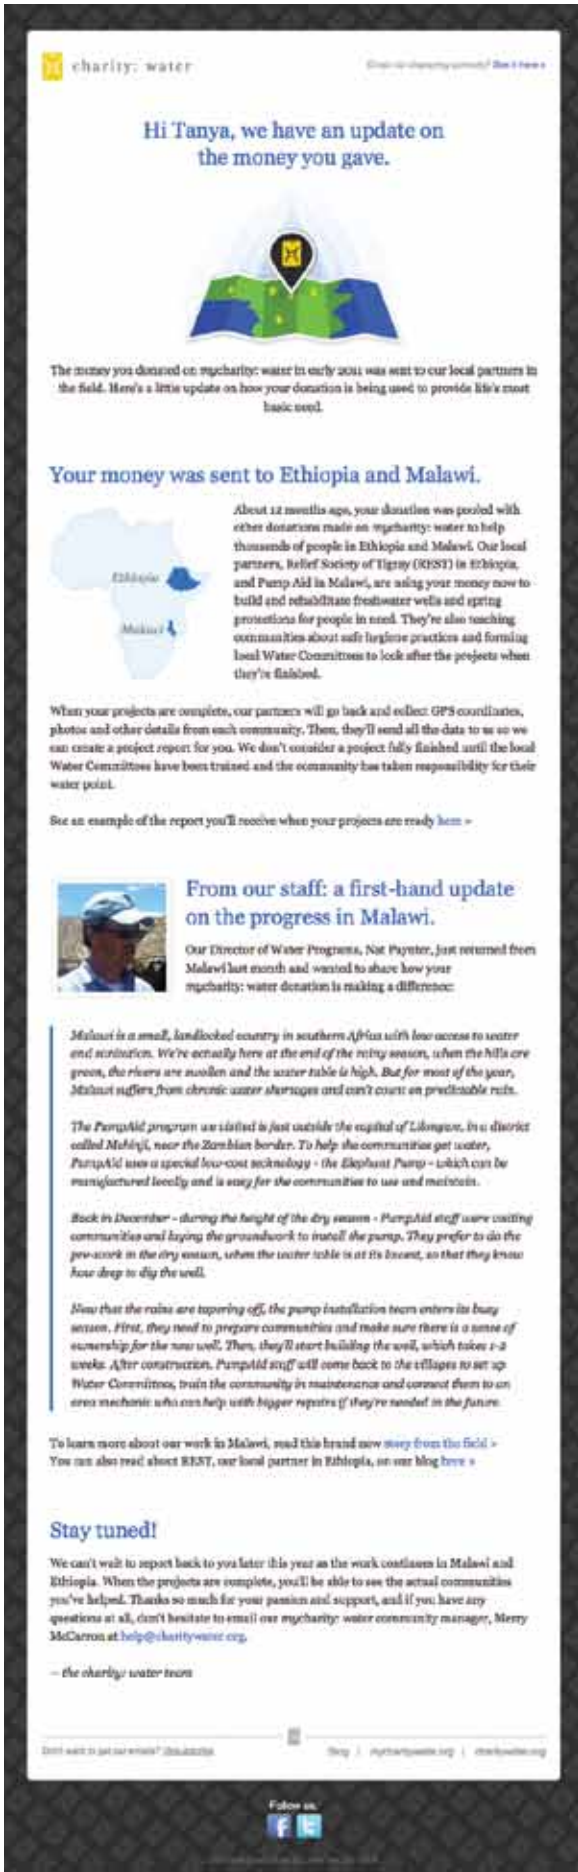 charity: water
Email not displaying correctly? See it here »
Hi Tanya, we have an update on
the money you gave.
The money you donated on mycharity: water in early 2011 was sent to our local partners in
the field. Here's a little update on how your donation is being used to provide life's most
basic need.
Your money was sent to Ethiopia and Malawi.
Ethiopia
Malawi
About 12 months ago, your donation was pooled with
other donations made on mycharity: water to help
thousands of people in Ethiopia and Malawi. Our local
partners, Relief Society of Tigray (REST) in Ethiopia,
and Pump Aid in Malawi, are using your money now to
build and rehabilitate freshwater wells and spring
protections for people in need. They're also teaching
communities about safe hygiene practices and forming
local Water Committees to look after the projects when
they're finished.
When your projects are complete, our partners will go back and collect GPS coordinates,
photos and other details from each community. Then, they'll send all the data to us so we
can create a project report for you. We don't consider a project fully finished until the local
Water Committees have been trained and the community has taken responsibility for their
water point.
See an example of the report you'll receive when your projects are ready here »
From our staff: a first-hand update
on the progress in Malawi.
Our Director of Water Programs, Nat Paynter, just returned from
Malawi last month and wanted to share how your
mycharity: water donation is making a difference:
Malawi is a small, landlocked country in southern Africa with low access to water
and sanitation. We're actually here at the end of the rainy season, when the hills are
green, the rivers are swollen and the water table is high. But for most of the year,
Malawi suffers from chronic water shortages and can't count on predictable rain.
The PumpAid program we visited is just outside the capital of Lilongwe, in a district
called Mchinji, near the Zambian border. To help the communities get water,
PumpAid uses a special low-cost technology - the Elephant Pump - which can be
manufactured locally and is easy for the communities to use and maintain.
Back in December - during the height of the dry season - PumpAid staff were visiting
communities and laying the groundwork to install the pump. They prefer to do the
pre-work in the dry season, when the water table is at its lowest, so that they know
how deep to dig the well.
Now that the rains are tapering off, the pump installation team enters its busy
season. First, they need to prepare communities and make sure there is a sense of
ownership for the new well. Then, they'll start building the well, which takes 1-2
weeks. After construction, PumpAid staff will come back to the villages to set up
Water Committees, train the community in maintenance and connect them to an
area mechanic who can help with bigger repairs if they're needed in the future.
To learn more about our work in Malawi, read this brand new story from the field »
You can also read about REST, our local partner in Ethiopia, on our blog here »
Stay tuned!
We can't wait to report back to you later this year as the work continues in Malawi and
Ethiopia. When the projects are complete, you'll be able to see the actual communities
you've helped. Thanks so much for your passion and support, and if you have any
questions at all, don't hesitate to email our mycharity: water community manager, Merry
McCarron at help@charitywater.org.
– the charity: water team
Don't want to get our emails? Unsubscribe
Blog | mycharitywater.org | charitywater.org
Follow us: